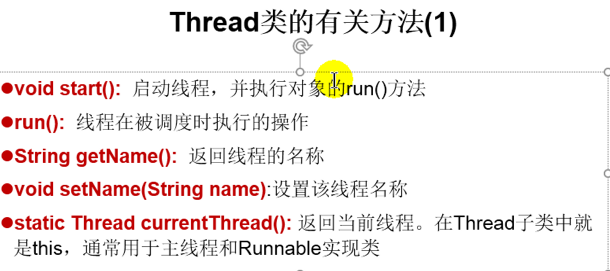 Thread类的有关方法(1)
●void start(): 启动线程，并执行对象的run()方法
●run(): 线程在被调度时执行的操作
●String getName(): 返回线程的名称
●void setName(String name):设置该线程名称
●static Thread currentThread(): 返回当前线程。在Thread子类中就
是this，通常用于主线程和Runnable实现类